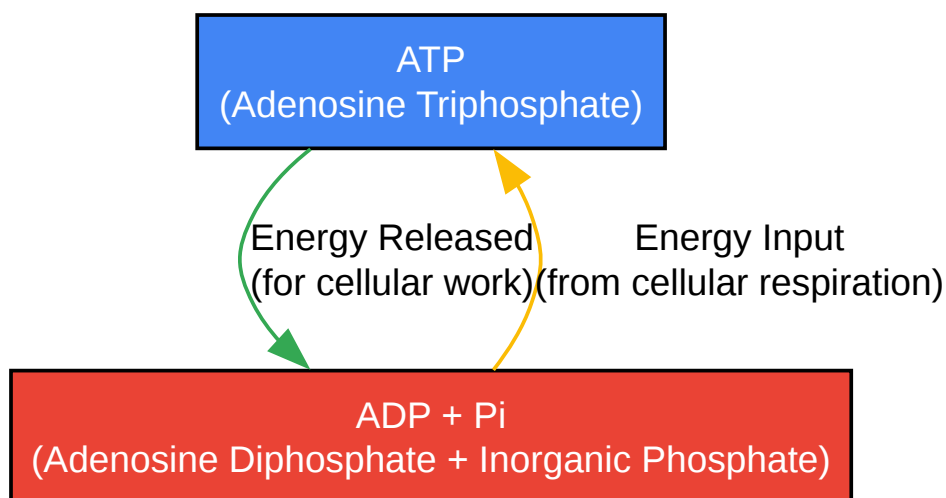 ATP
(Adenosine Triphosphate)
Energy Released
(for cellular work)
Energy Input
(from cellular respiration)
ADP + Pi
(Adenosine Diphosphate + Inorganic Phosphate)